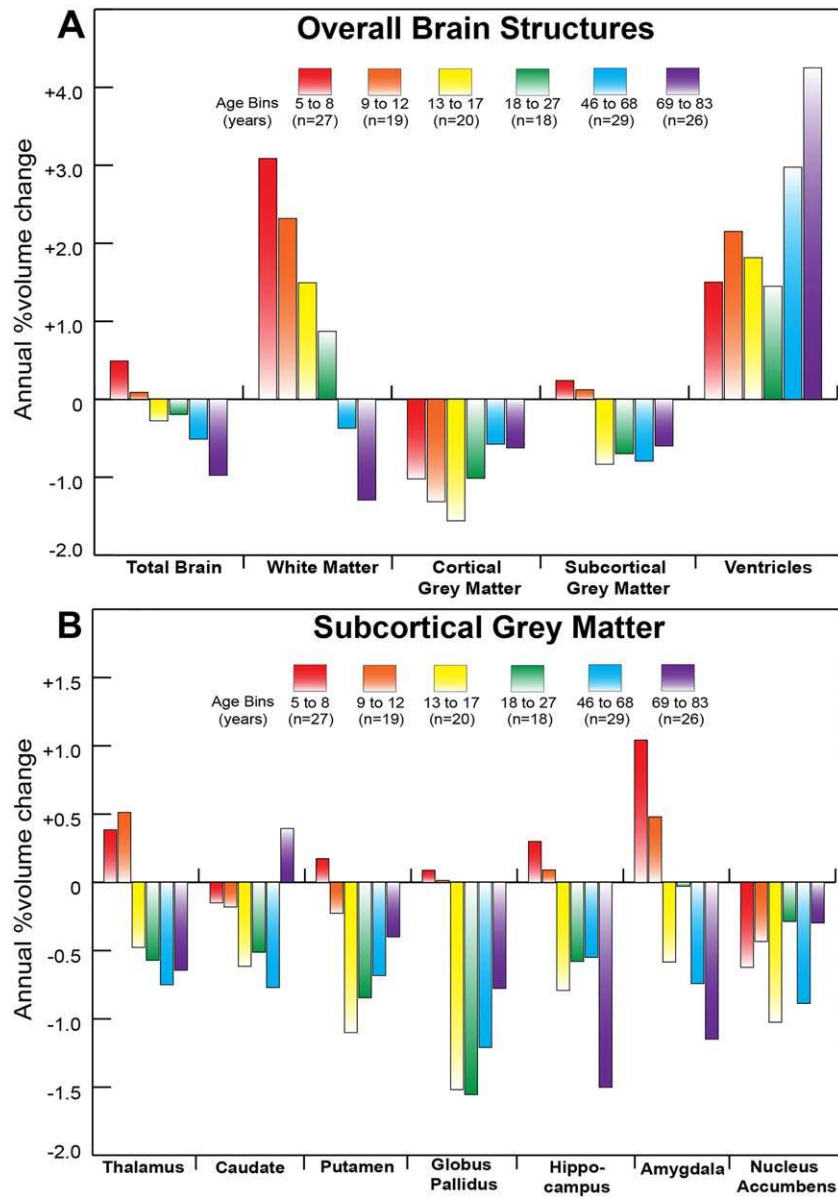 A
Overall Brain Structures
Age Bins 5 to 8 9 to 12 13 to 17 18 to 27 46 to 68 69 to 83
(years) (n=27) (n=19) (n=20) (n=18) (n=29) (n=26)
Annual %volume change
+4.0
+3.0
+2.0
+1.0
0
-1.0
-2.0
Total Brain White Matter Cortical Subcortical Ventricles
Grey Matter Grey Matter
B
Subcortical Grey Matter
Age Bins 5 to 8 9 to 12 13 to 17 18 to 27 46 to 68 69 to 83
(years) (n=27) (n=19) (n=20) (n=18) (n=29) (n=26)
Annual %volume change
+1.5
+1.0
+0.5
0
-0.5
-1.0
-1.5
-2.0
Thalamus Caudate Putamen Globus Hippo- Amygdala Nucleus
Pallidus campus Accumbens